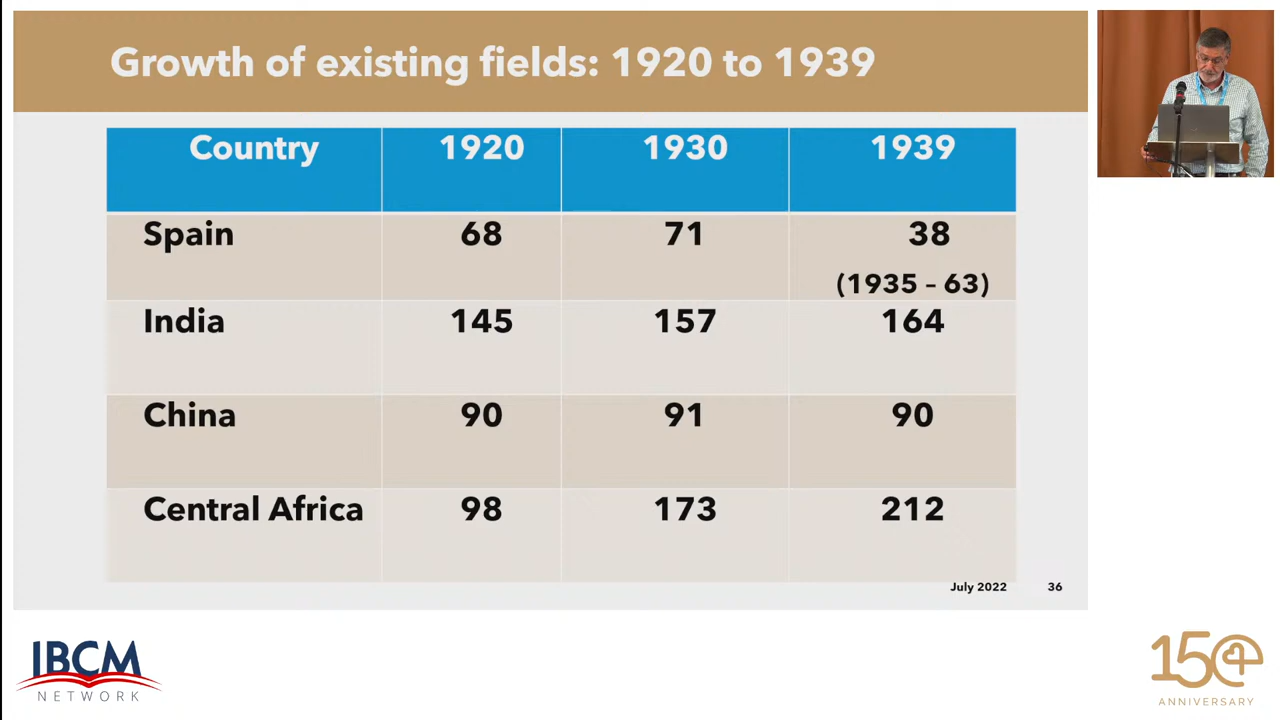 Growth of existing fields: 1920 to 1939
Country 1920 1930 1939
Spain 68 71 38
(1935 – 63)
India 145 157 164
China 90 91 90
Central Africa 98 173 212
July 2022 36
IBCM
NETWORK
150
ANNIVERSARY